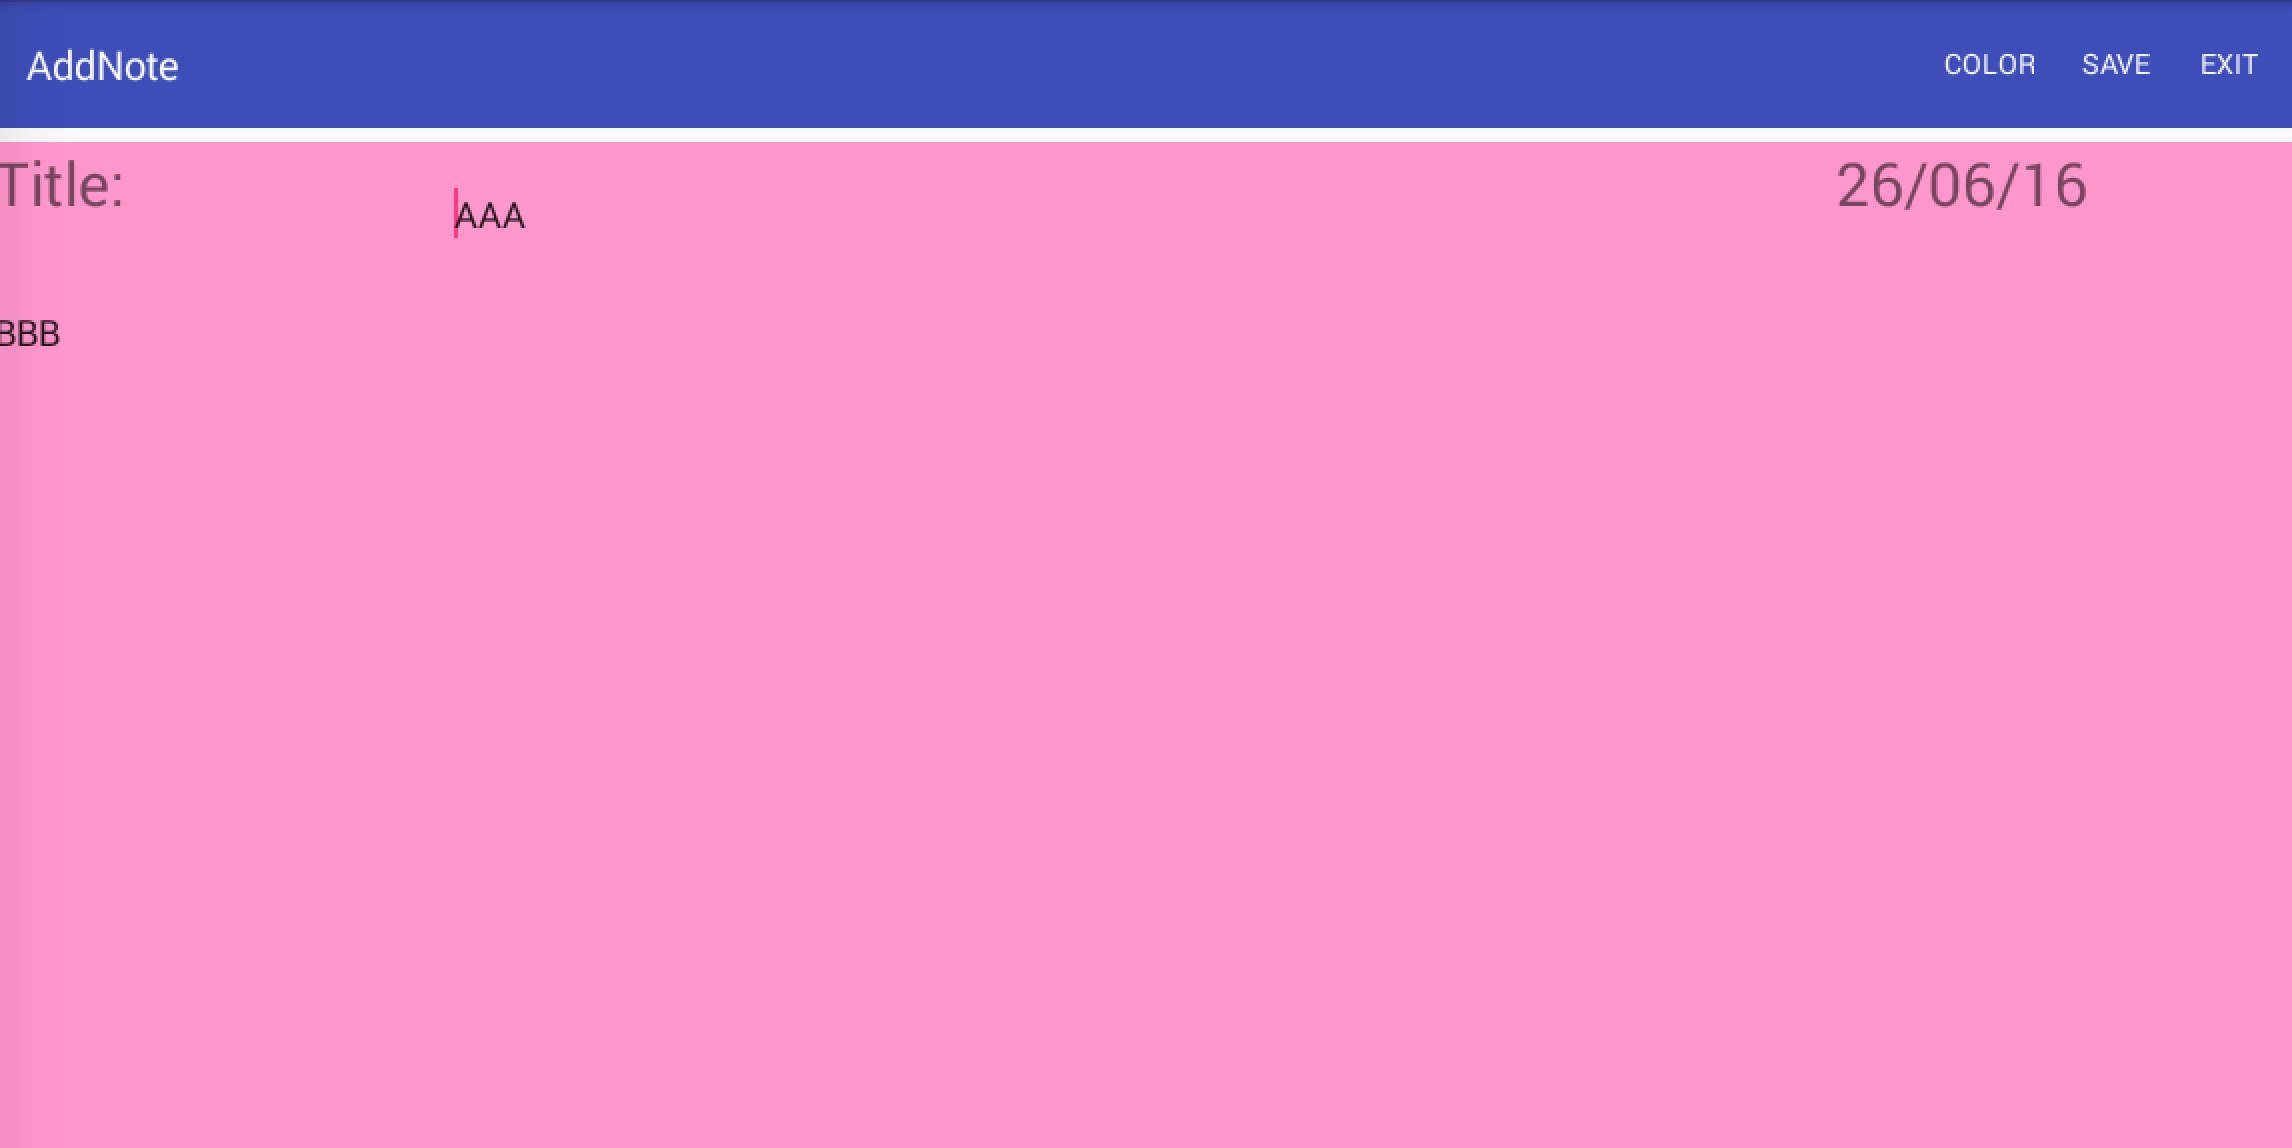 AddNote COLOR SAVE EXIT
Title: AAA 26/06/16
BBB